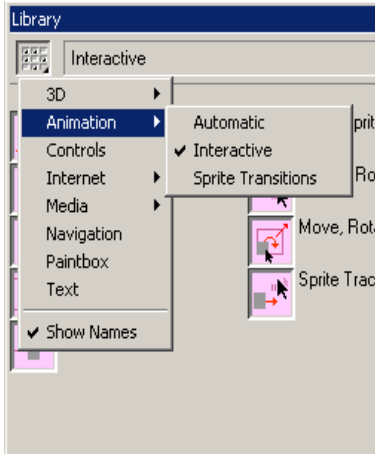 Library
Interactive
3D
Animation
Automatic
Controls
Interactive
Internet
Sprite Transitions
Media
Navigation
Move, Rot
Paintbox
Text
Sprite Trac
Show Names